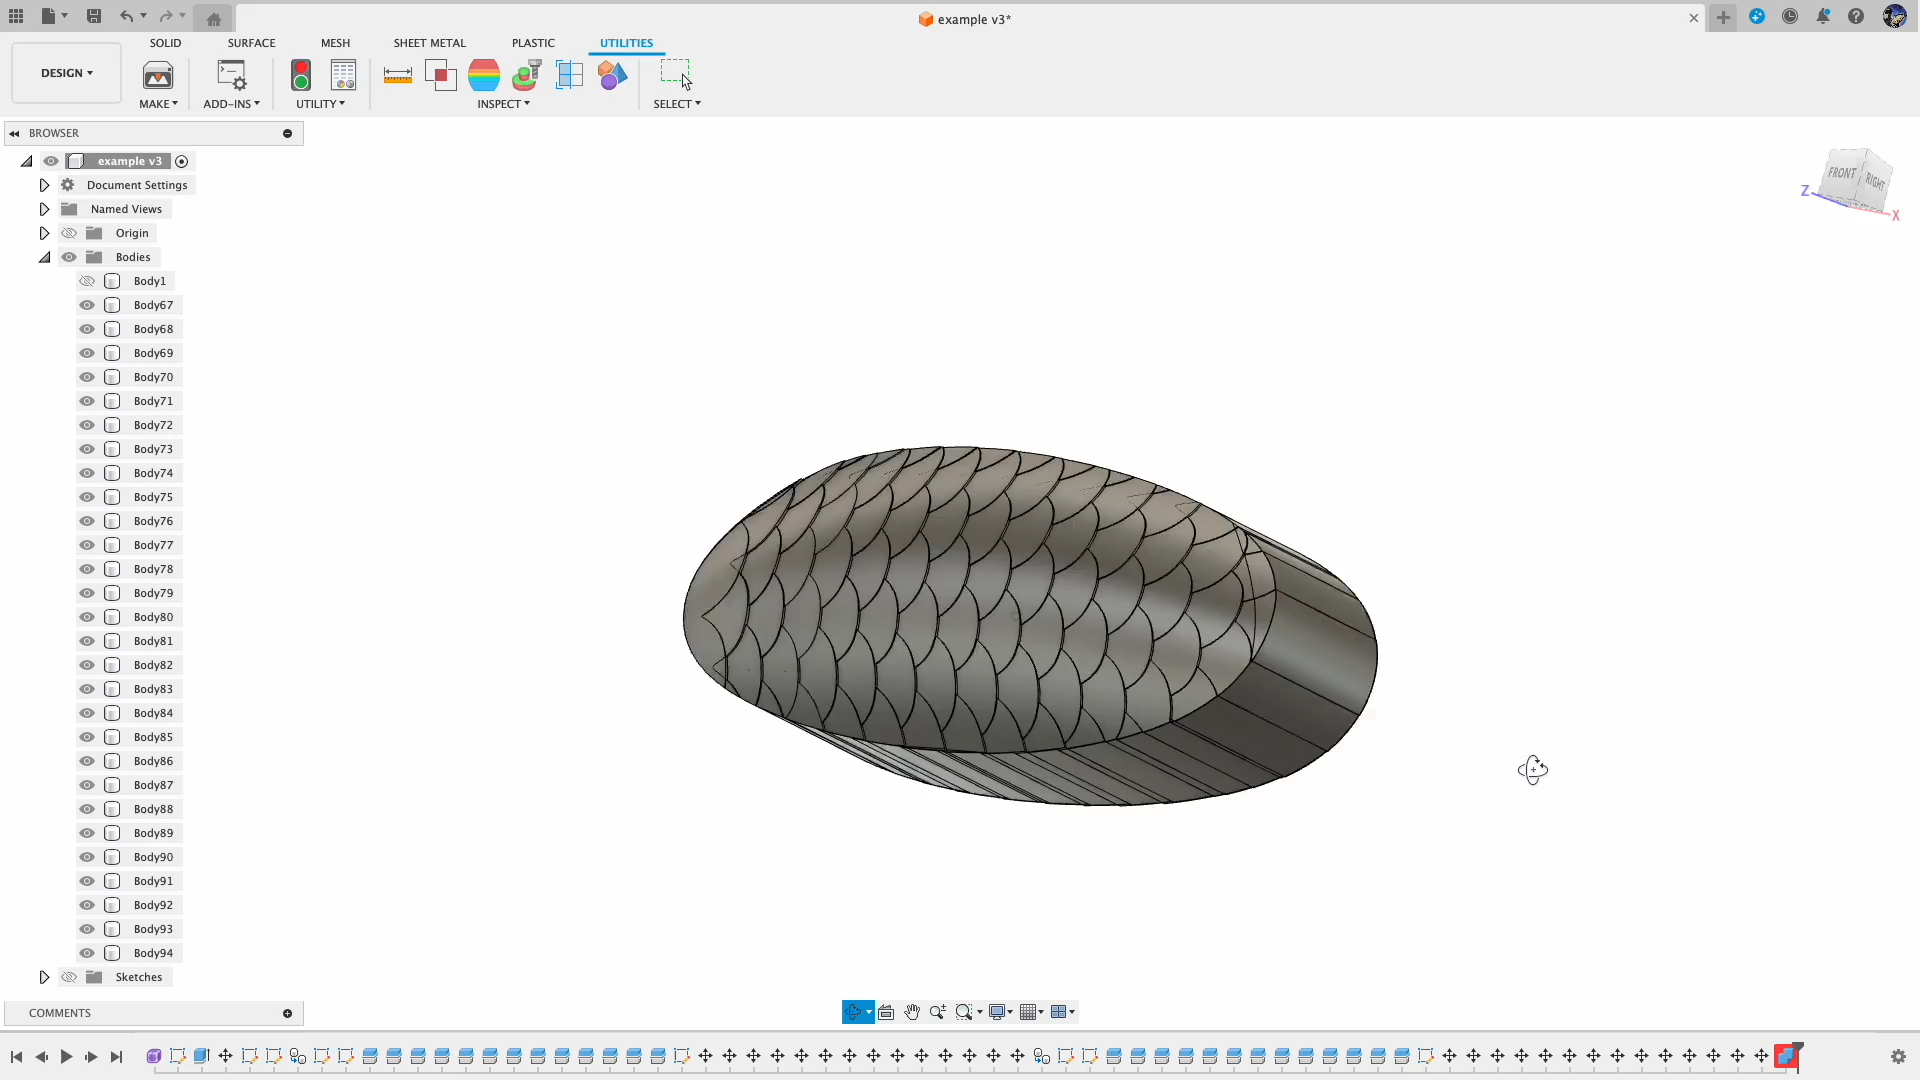 example v3*
SOLID SURFACE MESH SHEET METAL PLASTIC UTILITIES
DESIGN
MAKE ADD-INS UTILITY INSPECT SELECT
BROWSER
example v3
Document Settings
Named Views
Origin
Bodies
Body1
Body67
Body68
Body69
Body70
Body71
Body72
Body73
Body74
Body75
Body76
Body77
Body78
Body79
Body80
Body81
Body82
Body83
Body84
Body85
Body86
Body87
Body88
Body89
Body90
Body91
Body92
Body93
Body94
Sketches
COMMENTS
FRONT RIGHT
Z X